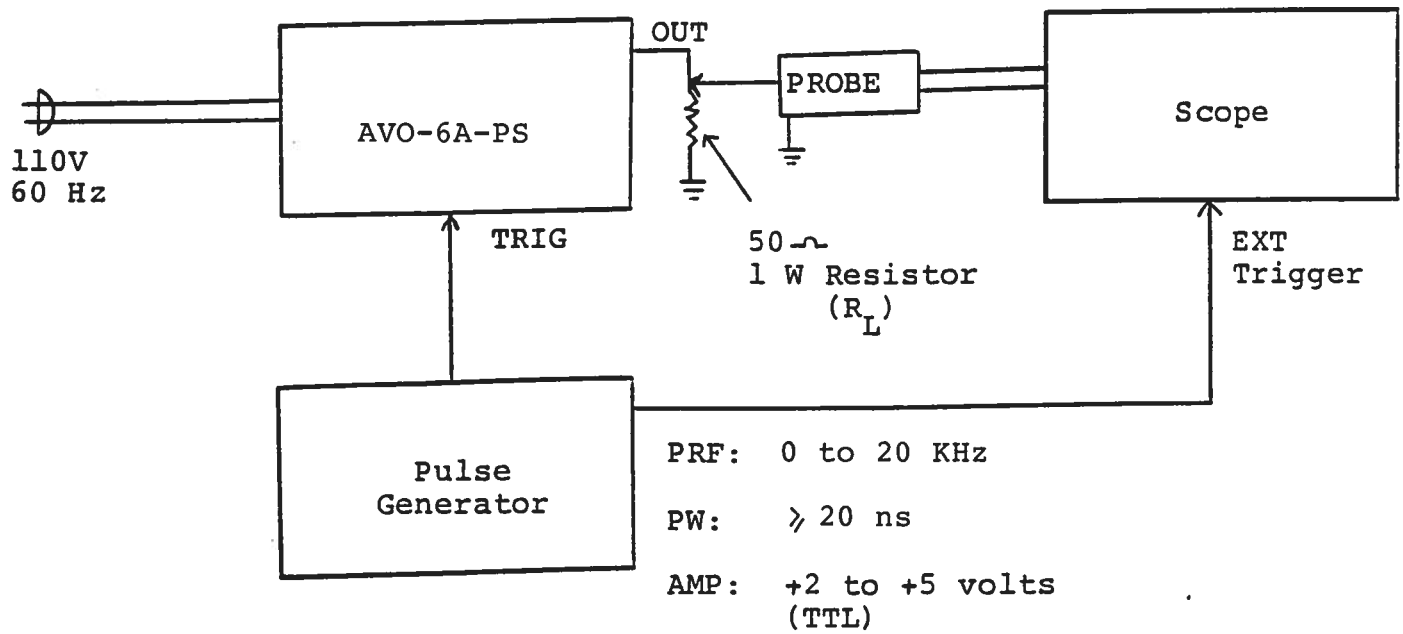 OUT
AVO-6A-PS
PROBE
Scope
110V
60 Hz
TRIG
50 Ω
1 W Resistor
(R_L)
EXT
Trigger
Pulse
Generator
PRF: 0 to 20 KHz
PW: ⩾ 20 ns
AMP: +2 to +5 volts
(TTL)